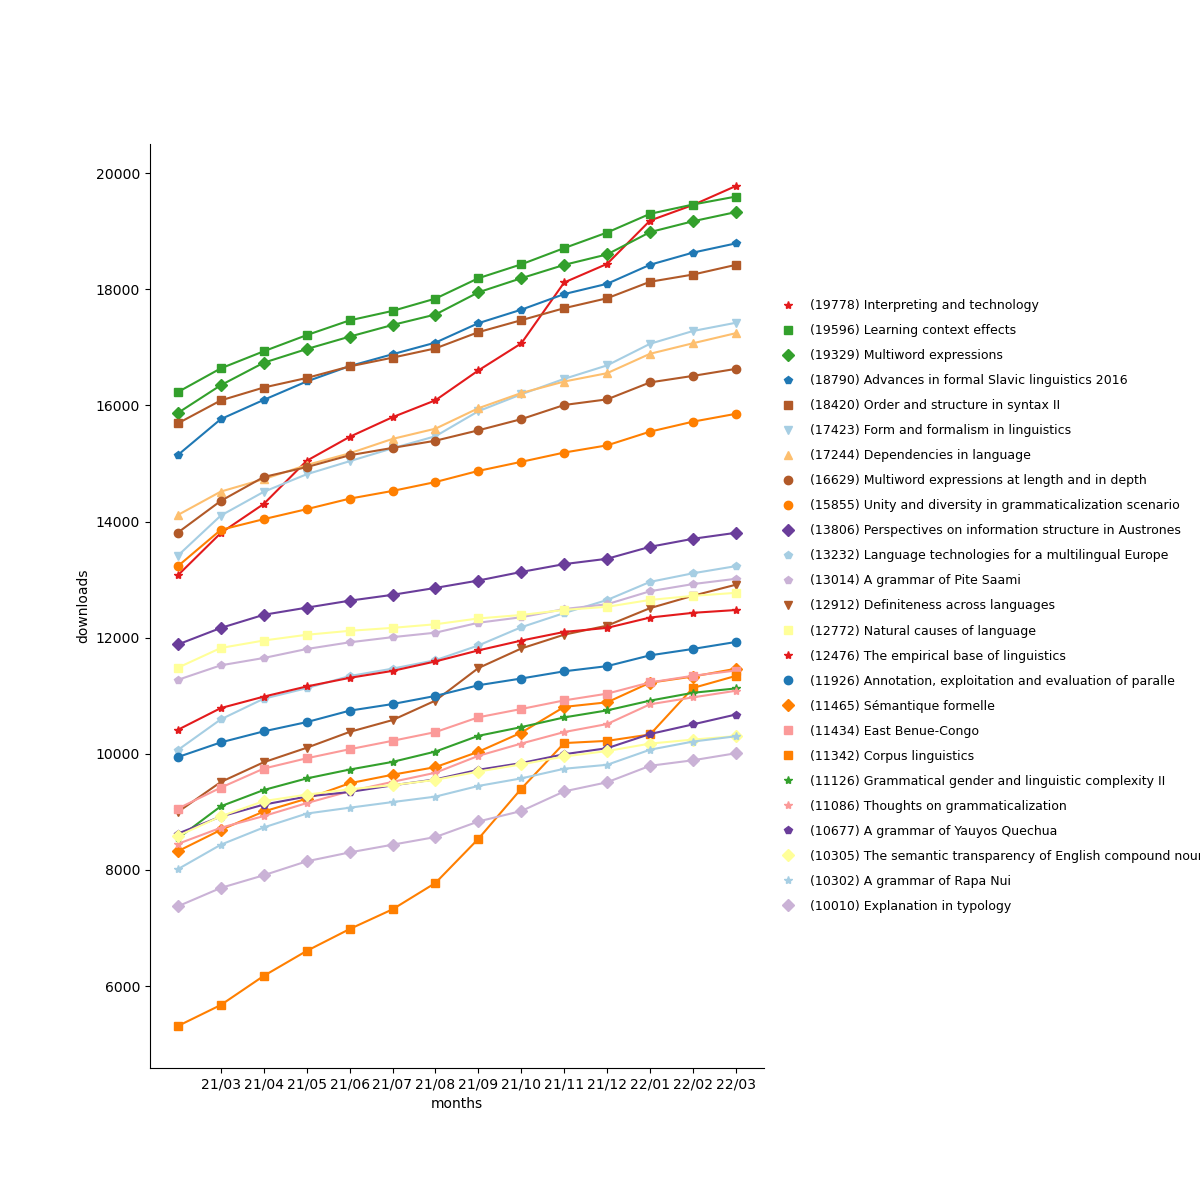 20000
18000
16000
14000
12000
10000
8000
6000
downloads
21/03 21/04 21/05 21/06 21/07 21/08 21/09 21/10 21/11 21/12 22/01 22/02 22/03
months
(19778) Interpreting and technology
(19596) Learning context effects
(19329) Multiword expressions
(18790) Advances in formal Slavic linguistics 2016
(18420) Order and structure in syntax II
(17423) Form and formalism in linguistics
(17244) Dependencies in language
(16629) Multiword expressions at length and in depth
(15855) Unity and diversity in grammaticalization scenario
(13806) Perspectives on information structure in Austrones
(13232) Language technologies for a multilingual Europe
(13014) A grammar of Pite Saami
(12912) Definiteness across languages
(12772) Natural causes of language
(12476) The empirical base of linguistics
(11926) Annotation, exploitation and evaluation of paralle
(11465) Sémantique formelle
(11434) East Benue-Congo
(11342) Corpus linguistics
(11126) Grammatical gender and linguistic complexity II
(11086) Thoughts on grammaticalization
(10677) A grammar of Yauyos Quechua
(10305) The semantic transparency of English compound nou
(10302) A grammar of Rapa Nui
(10010) Explanation in typology